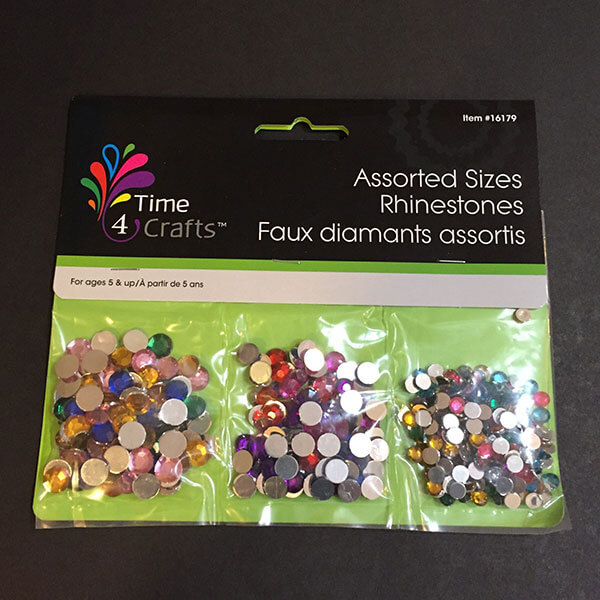 Item #16179
Time
4 Crafts™
Assorted Sizes
Rhinestones
Faux diamants assortis
For ages 5 & up/À partir de 5 ans